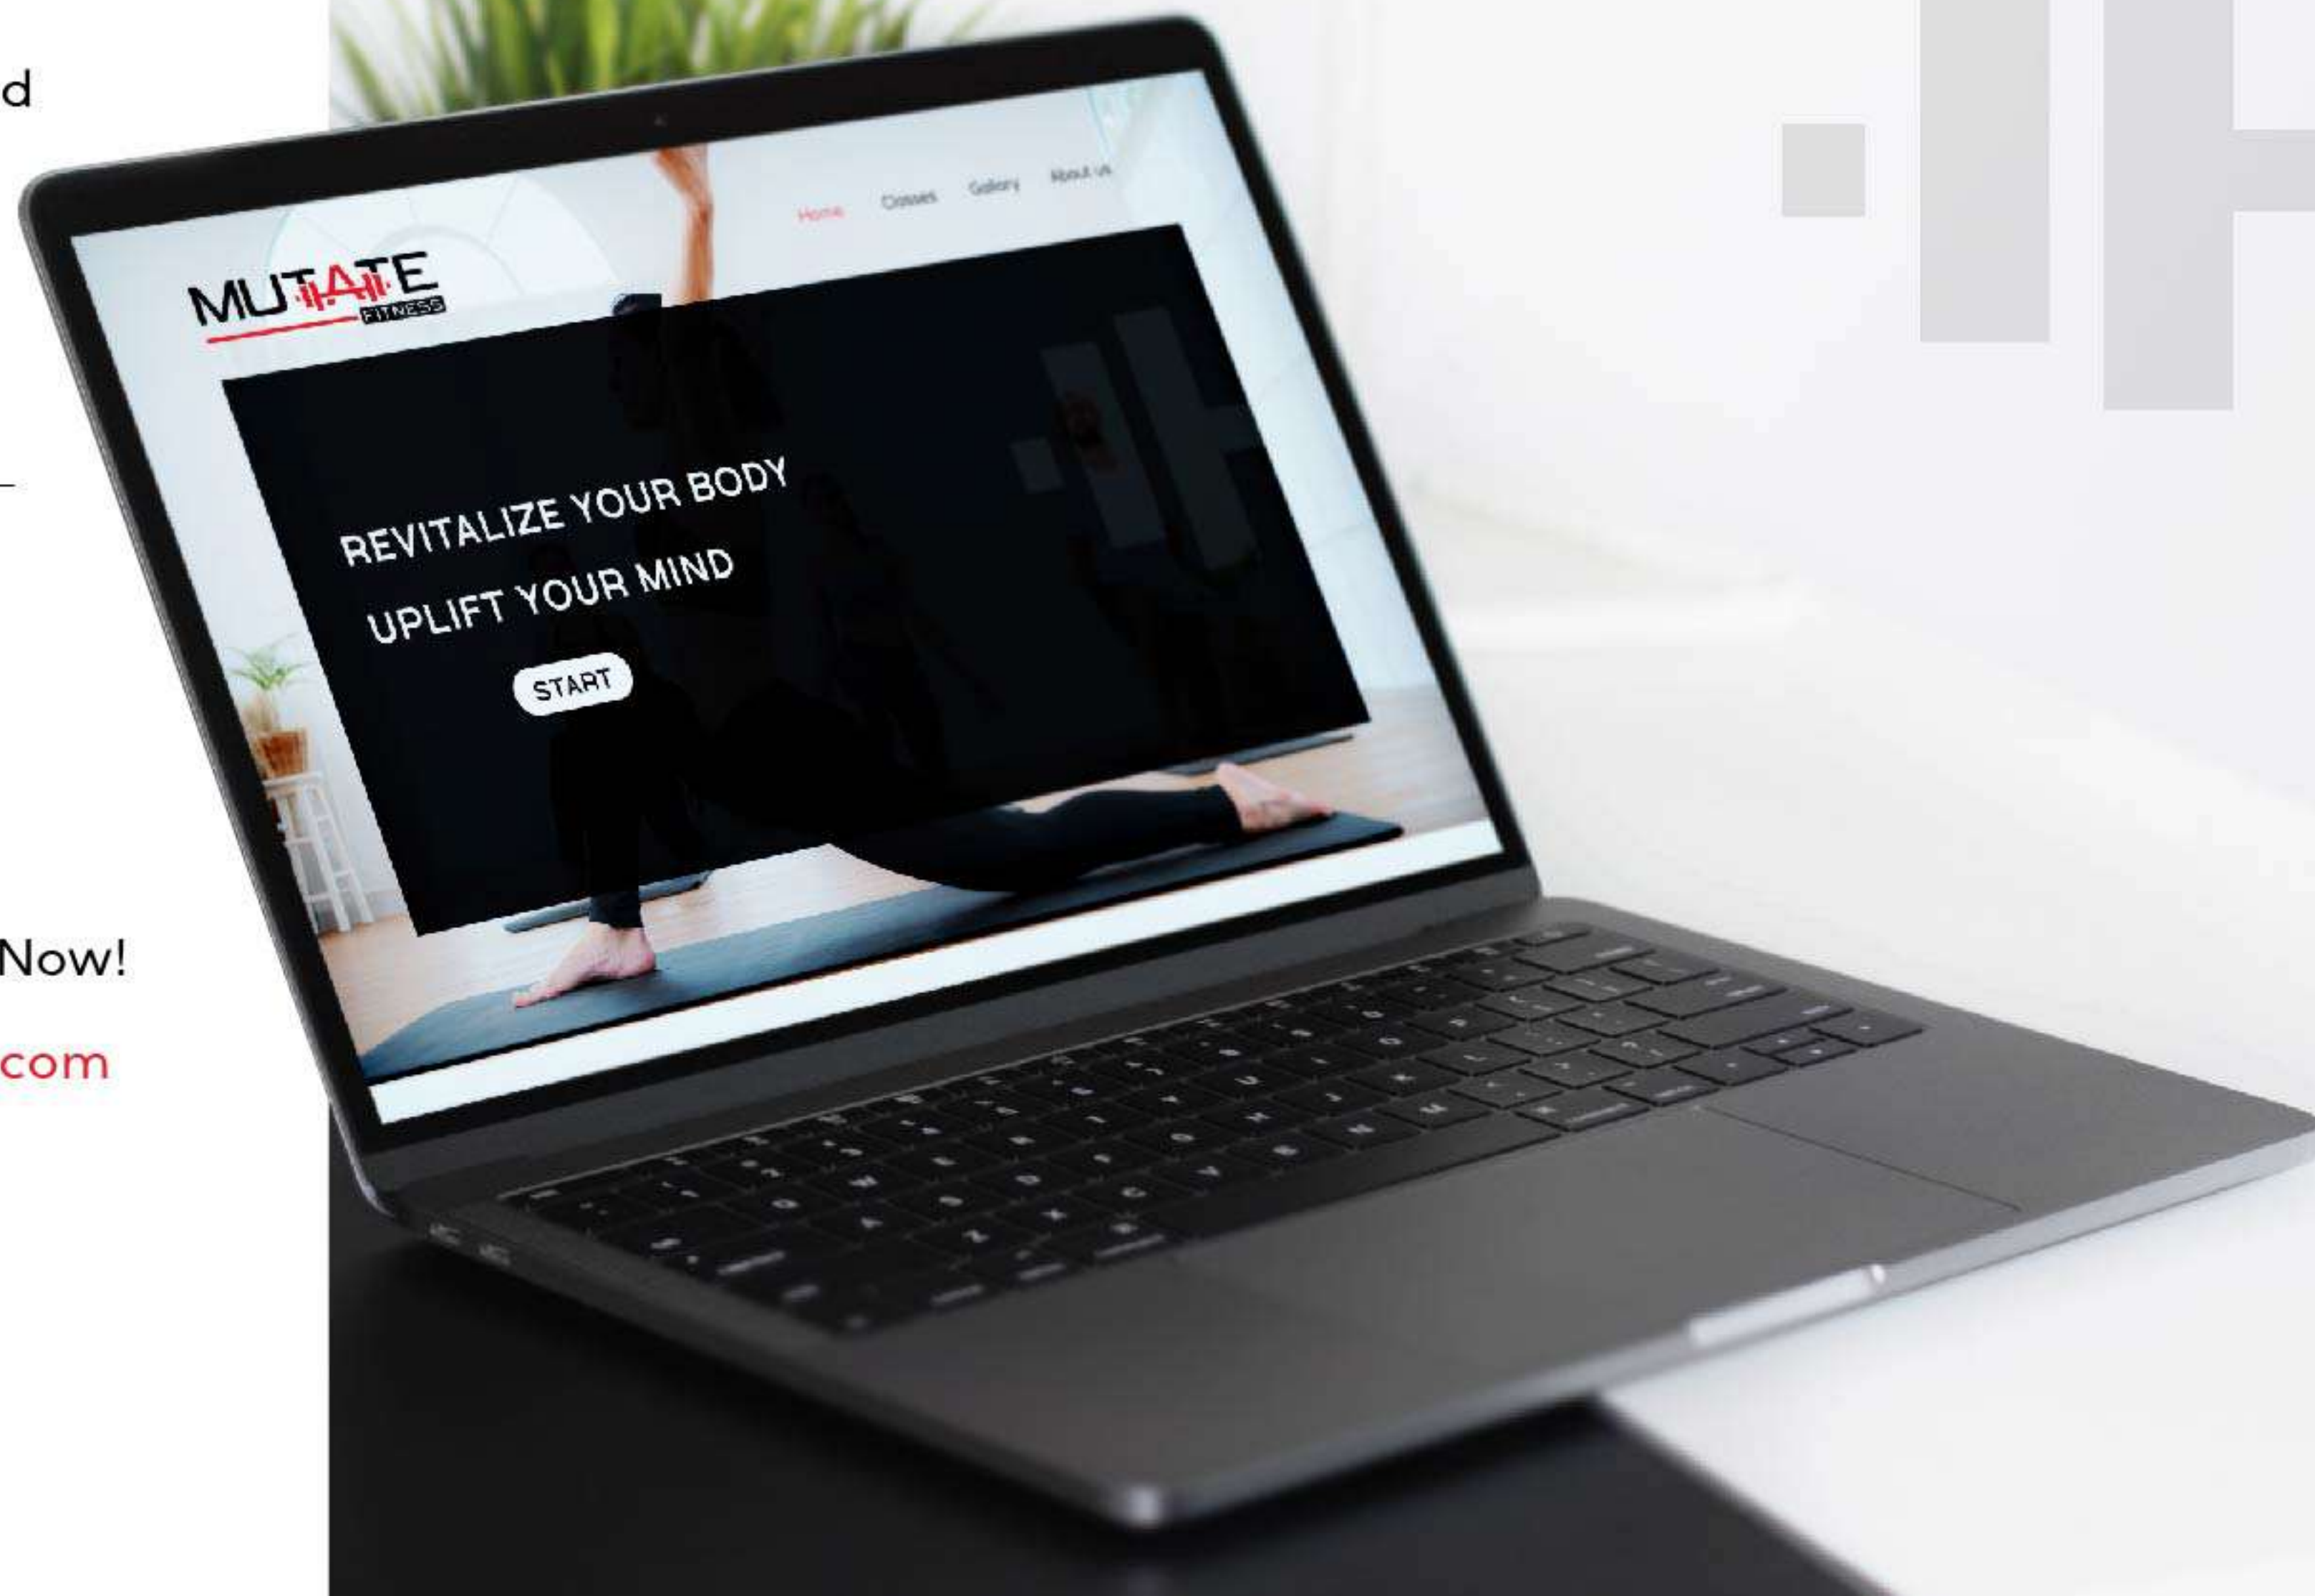 d
Home Classes Gallery About us
MUTATE
FITNESS
REVITALIZE YOUR BODY
UPLIFT YOUR MIND
START
Now!
com